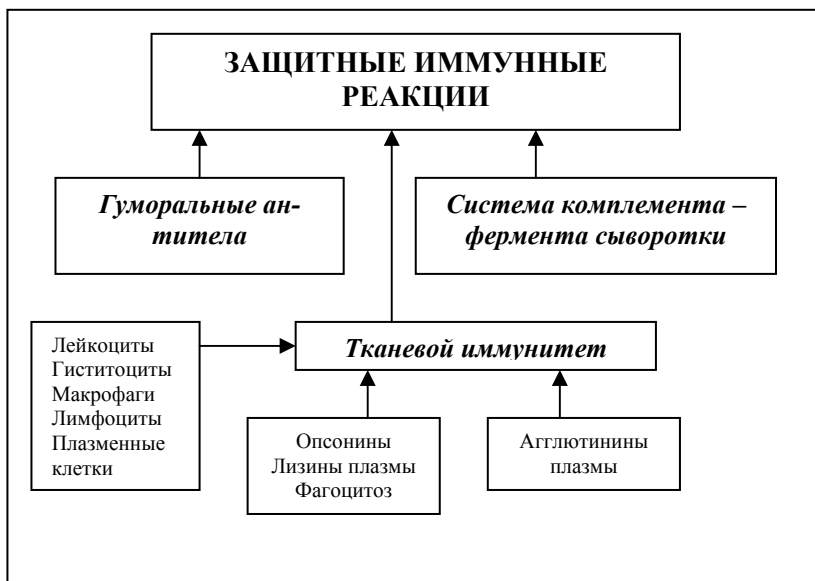 ЗАЩИТНЫЕ ИММУННЫЕ
РЕАКЦИИ
Гуморальные ан-
титела
Система комплемента –
фермента сыворотки
Лейкоциты
Гиститоциты
Макрофаги
Лимфоциты
Плазменные
клетки
Тканевой иммунитет
Опсонины
Лизины плазмы
Фагоцитоз
Агглютинины
плазмы